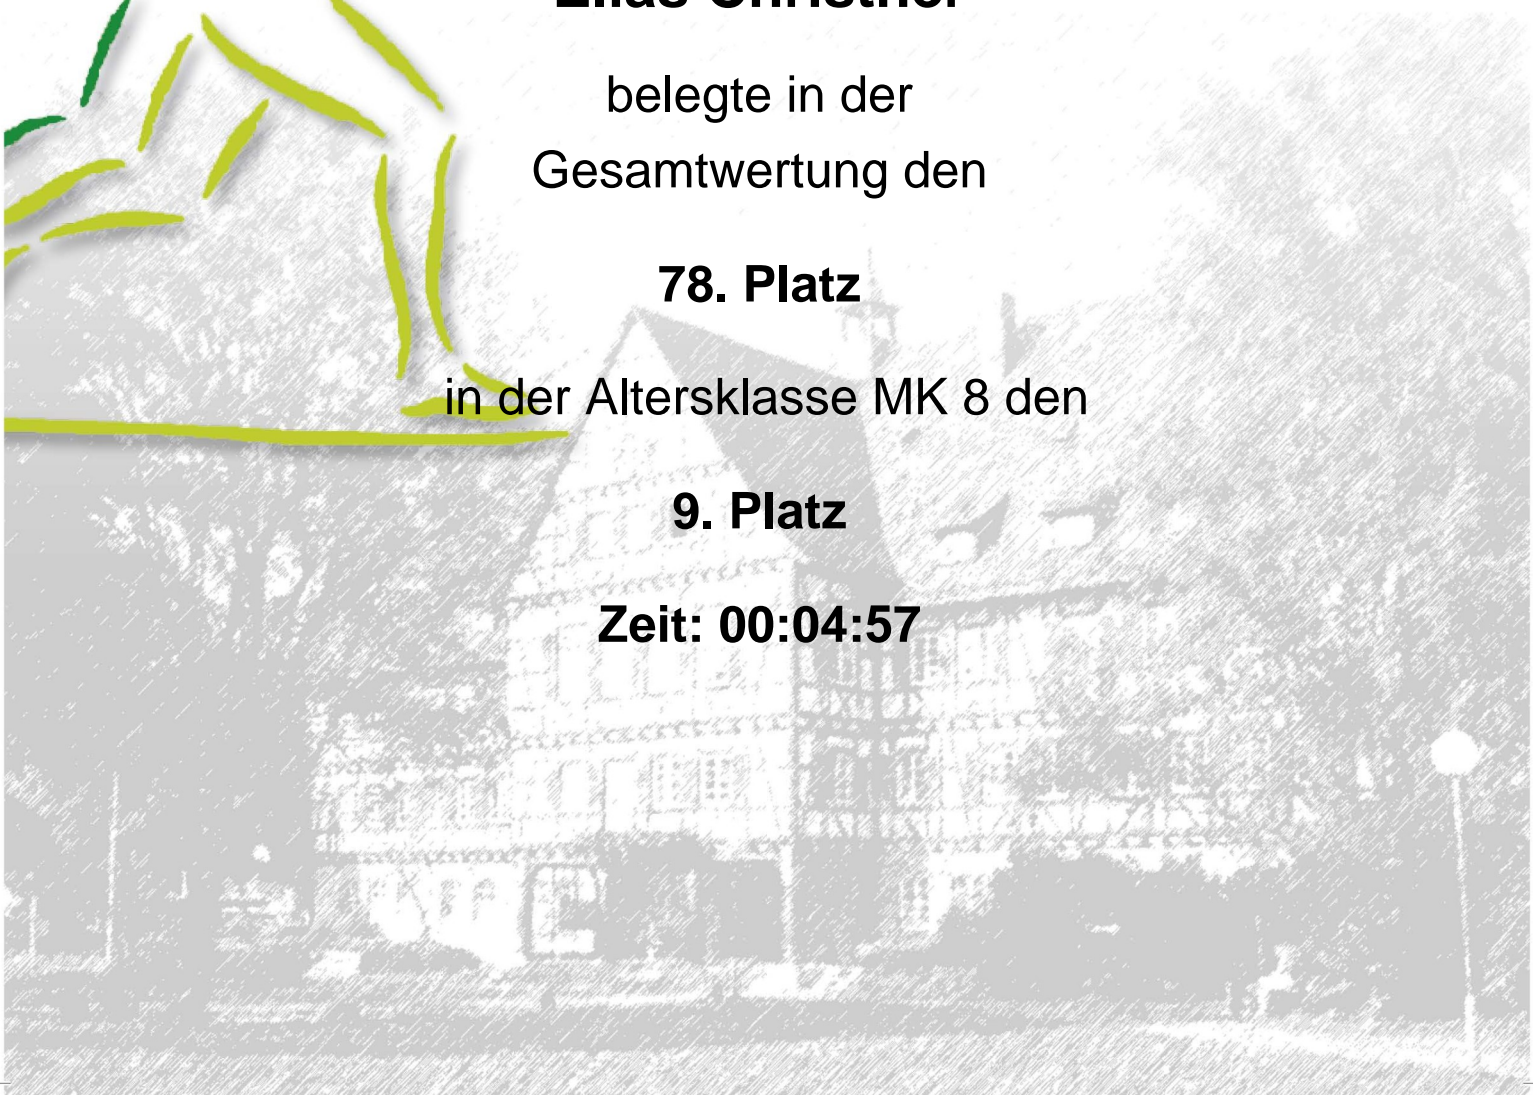 belegte in der
Gesamtwertung den
78. Platz
in der Altersklasse MK 8 den
9. Platz
Zeit: 00:04:57